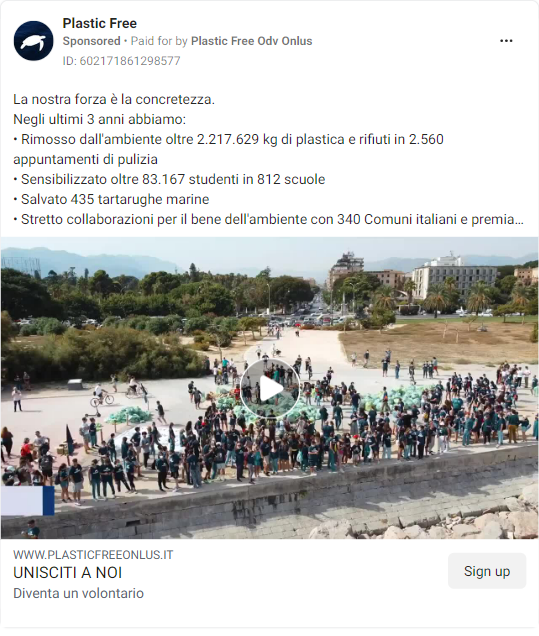 Plastic Free
Sponsored • Paid for by Plastic Free Odv Onlus
ID: 602171861298577
La nostra forza è la concretezza.
Negli ultimi 3 anni abbiamo:
• Rimosso dall'ambiente oltre 2.217.629 kg di plastica e rifiuti in 2.560
appuntamenti di pulizia
• Sensibilizzato oltre 83.167 studenti in 812 scuole
• Salvato 435 tartarughe marine
• Stretto collaborazioni per il bene dell'ambiente con 340 Comuni italiani e premia...
WWW.PLASTICFREEONLUS.IT
UNISCITI A NOI
Diventa un volontario
Sign up